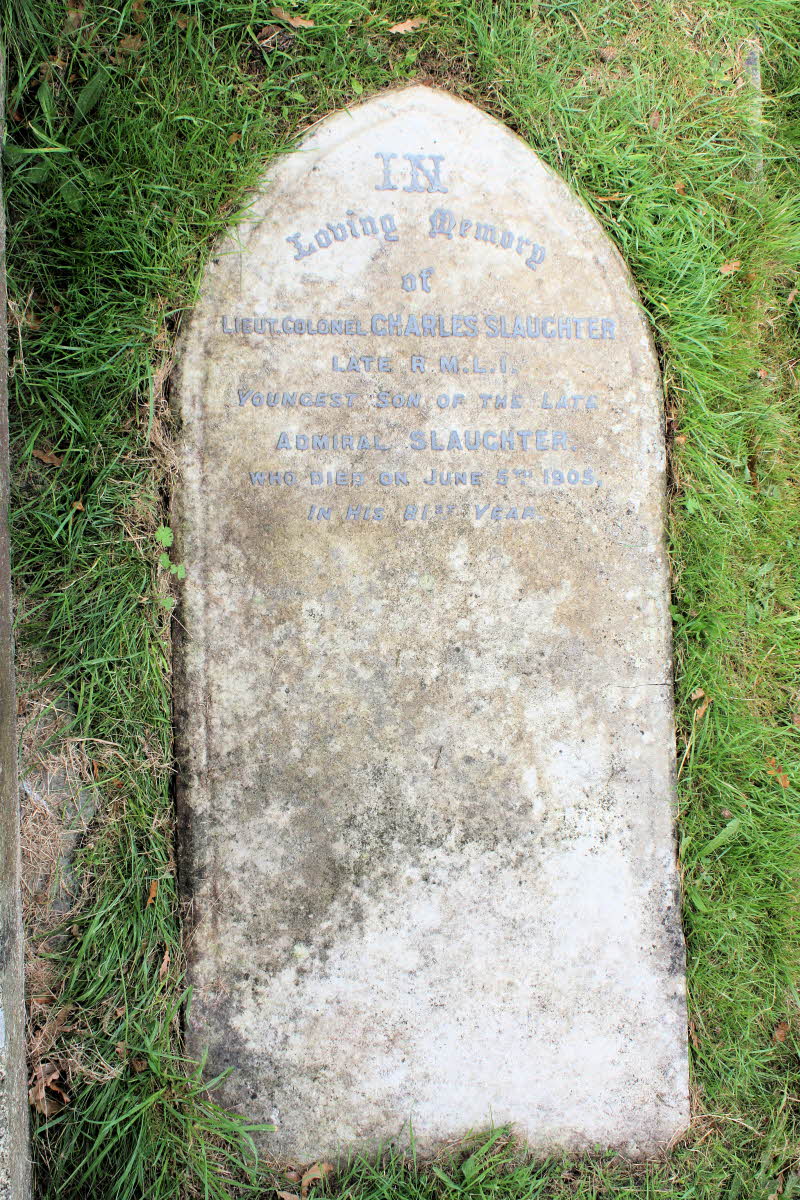 IN
Loving Memory
of
LIEUT. COLONEL CHARLES SLAUGHTER
LATE R.M.L.I.
YOUNGEST SON OF THE LATE
ADMIRAL SLAUGHTER.
WHO DIED ON JUNE 5TH 1905,
IN HIS 81ST YEAR.